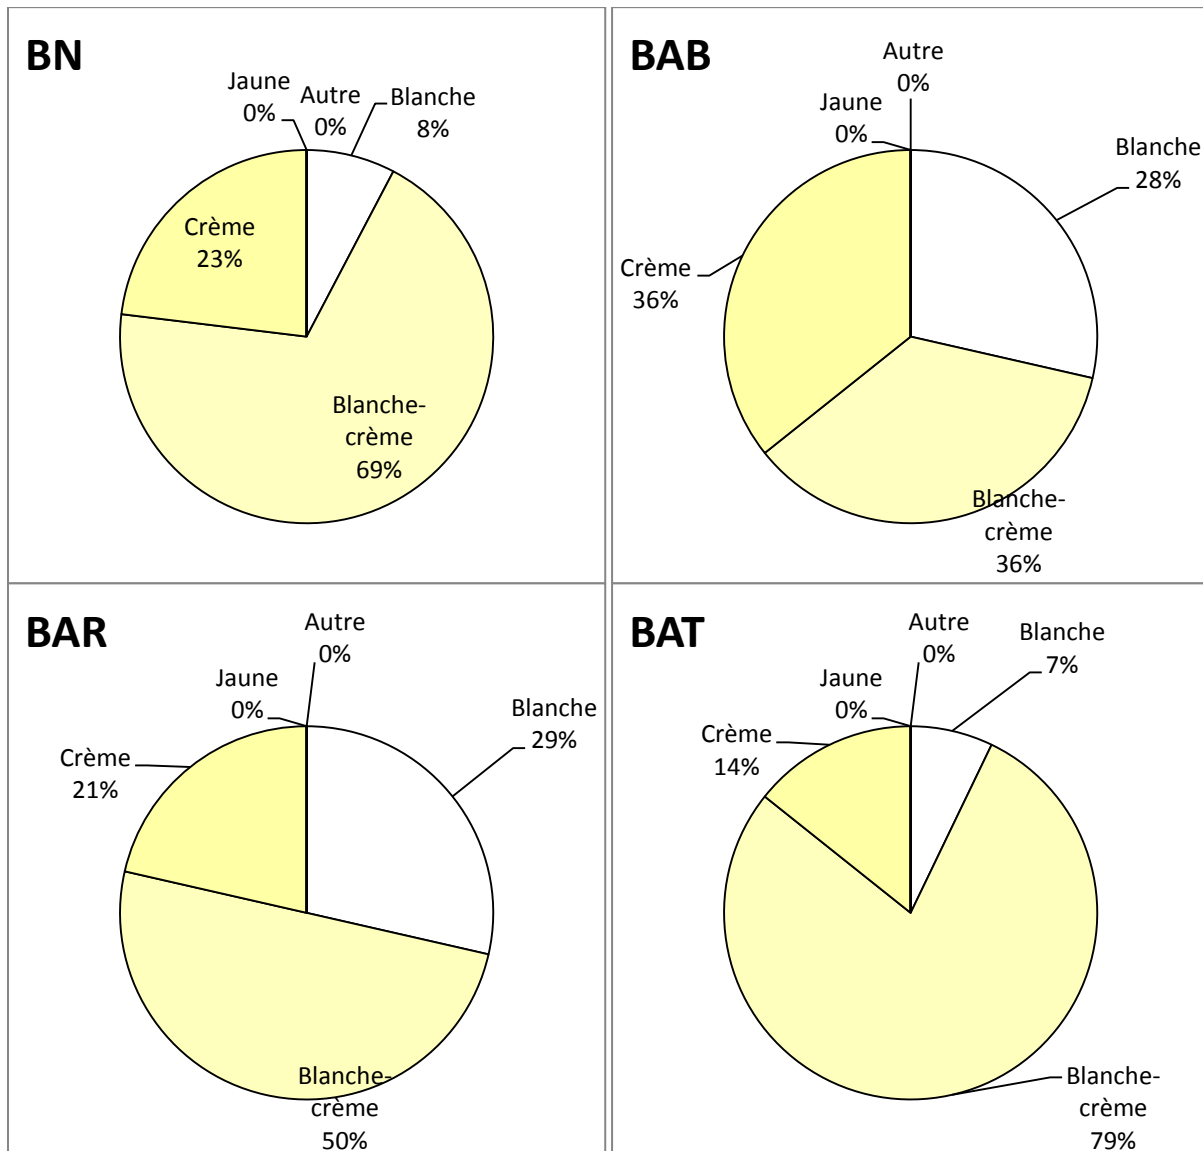 BN
Jaune
0%
Autre
0%
Blanche
8%
Crème
23%
Blanche-
crème
69%
BAB
Autre
0%
Jaune
0%
Blanche
28%
Crème
36%
Blanche-
crème
36%
BAR
Autre
0%
Jaune
0%
Blanche
29%
Crème
21%
Blanche-
crème
50%
BAT
Autre
0%
Blanche
7%
Jaune
0%
Crème
14%
Blanche-
crème
79%